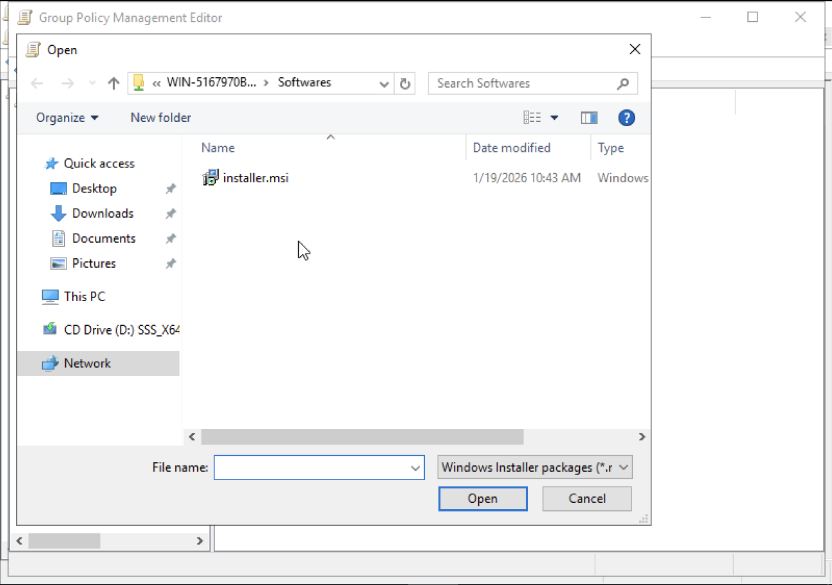 Group Policy Management Editor
Open
« WIN-5167970B... › Softwares
Search Softwares
Organize
New folder
?
Name
Date modified
Type
Quick access
installer.msi
1/19/2026 10:43 AM
Windows
Desktop
Downloads
Documents
Pictures
This PC
CD Drive (D:) SSS_X64
Network
File name:
Windows Installer packages (*.r
Open
Cancel